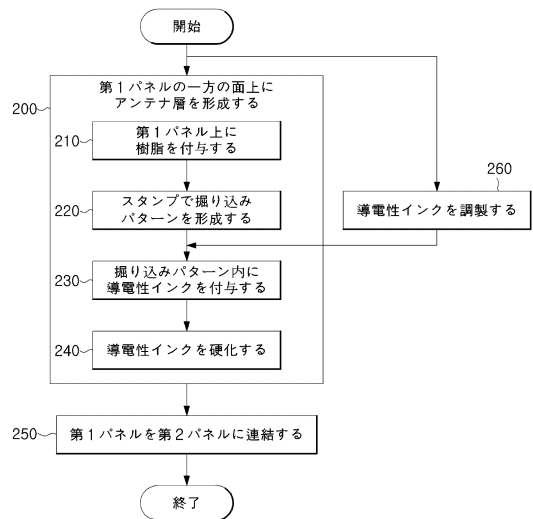 開始
第１パネルの一方の面上に
アンテナ層を形成する
200
第１パネル上に
樹脂を付与する
210
スタンプで掘り込み
パターンを形成する
220
260
導電性インクを調製する
掘り込みパターン内に
導電性インクを付与する
230
導電性インクを硬化する
240
250
第１パネルを第２パネルに連結する
終了